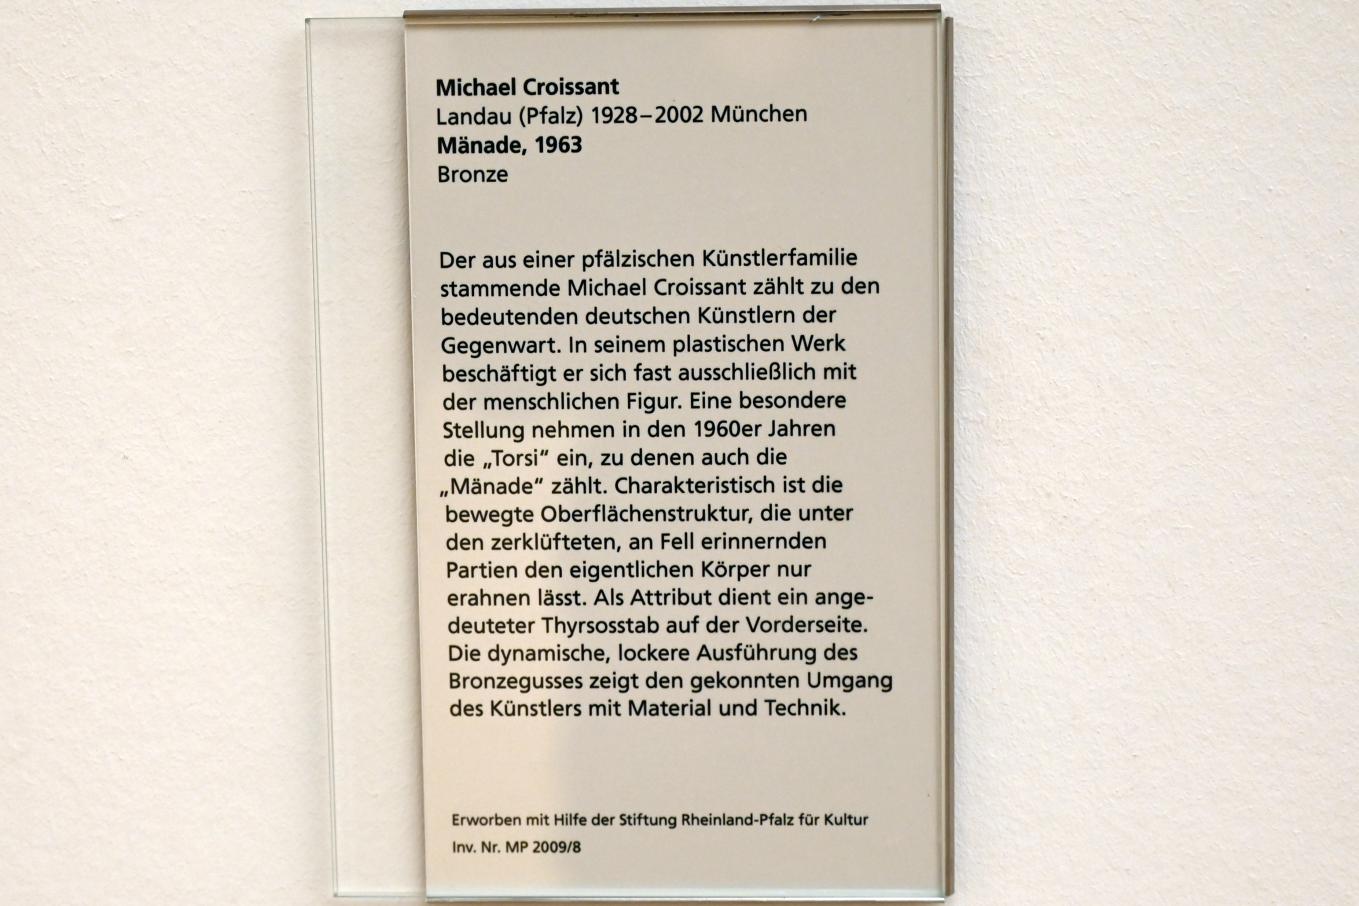 Michael Croissant
Landau (Pfalz) 1928–2002 München
Mänade, 1963
Bronze
Der aus einer pfälzischen Künstlerfamilie
stammende Michael Croissant zählt zu den
bedeutenden deutschen Künstlern der
Gegenwart. In seinem plastischen Werk
beschäftigt er sich fast ausschließlich mit
der menschlichen Figur. Eine besondere
Stellung nehmen in den 1960er Jahren
die „Torsi“ ein, zu denen auch die
„Mänade“ zählt. Charakteristisch ist die
bewegte Oberflächenstruktur, die unter
den zerklüfteten, an Fell erinnernden
Partien den eigentlichen Körper nur
erahnen lässt. Als Attribut dient ein ange-
deuteter Thyrsosstab auf der Vorderseite.
Die dynamische, lockere Ausführung des
Bronzegusses zeigt den gekonnten Umgang
des Künstlers mit Material und Technik.
Erworben mit Hilfe der Stiftung Rheinland-Pfalz für Kultur
Inv. Nr. MP 2009/8